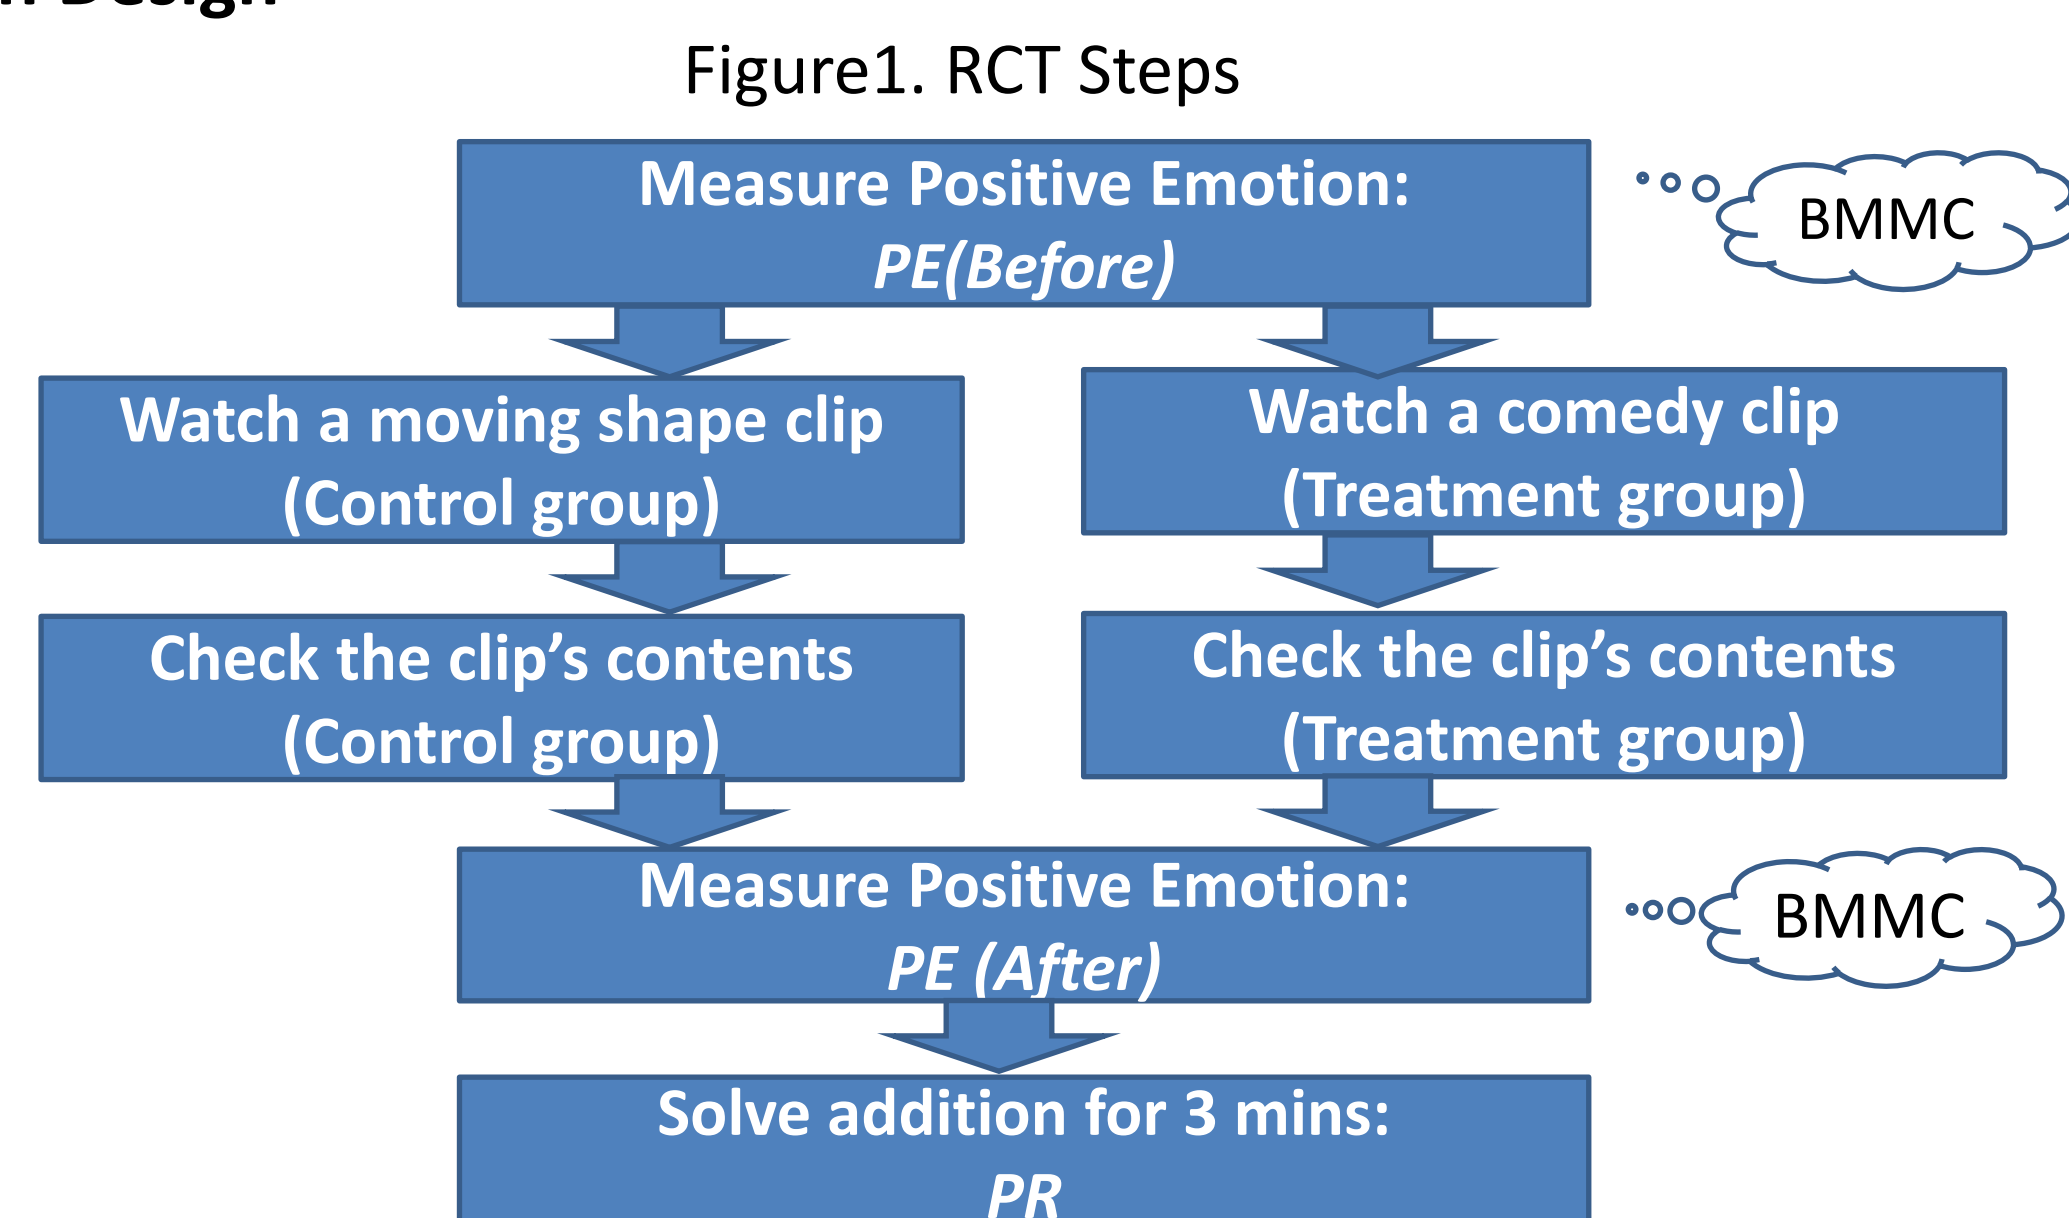 Design
Figure1. RCT Steps
Measure Positive Emotion:
PE(Before)
BMMC
Watch a moving shape clip
(Control group)
Watch a comedy clip
(Treatment group)
Check the clip’s contents
(Control group)
Check the clip’s contents
(Treatment group)
Measure Positive Emotion:
PE (After)
BMMC
Solve addition for 3 mins:
PR